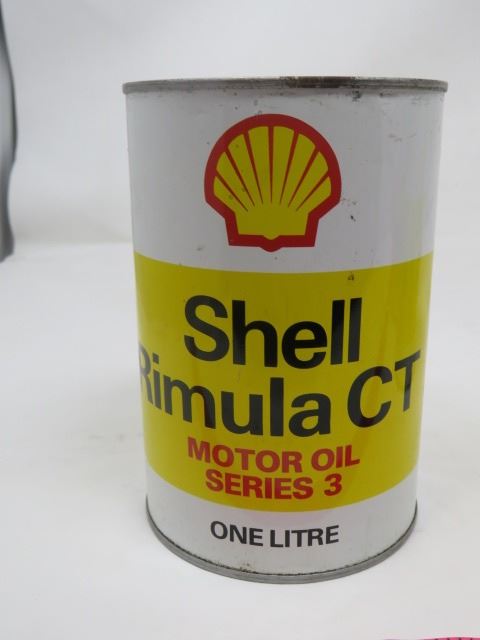 Shell
Rimula CT
MOTOR OIL
SERIES 3
ONE LITRE